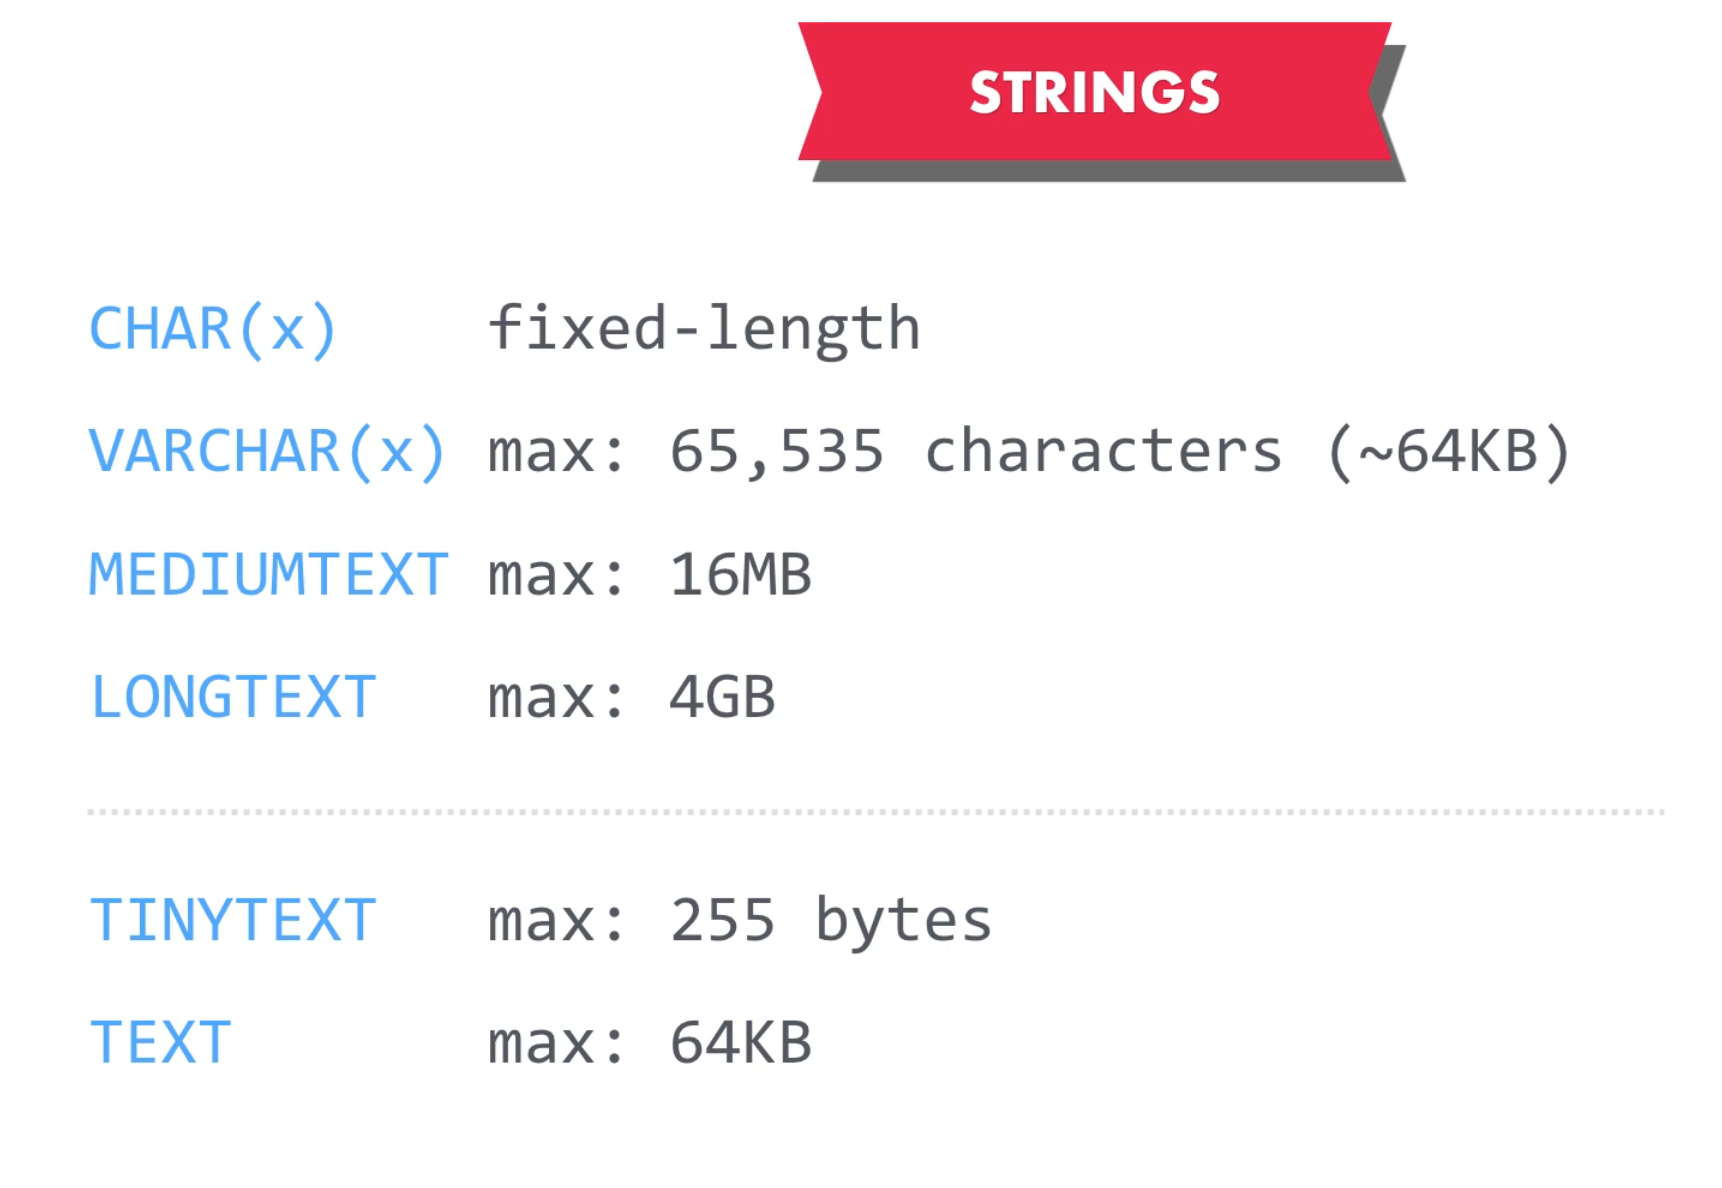 STRINGS
CHAR(x) fixed-length
VARCHAR(x) max: 65,535 characters (~64KB)
MEDIUMTEXT max: 16MB
LONGTEXT max: 4GB
TINYTEXT max: 255 bytes
TEXT max: 64KB